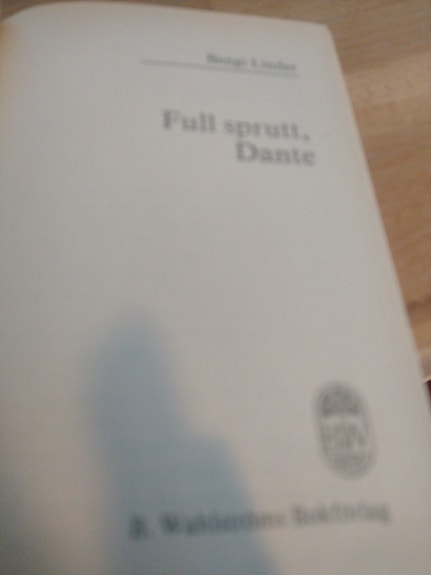 Bengt Linder
Full sprutt,
Dante
B. Wahlströms Bokförlag